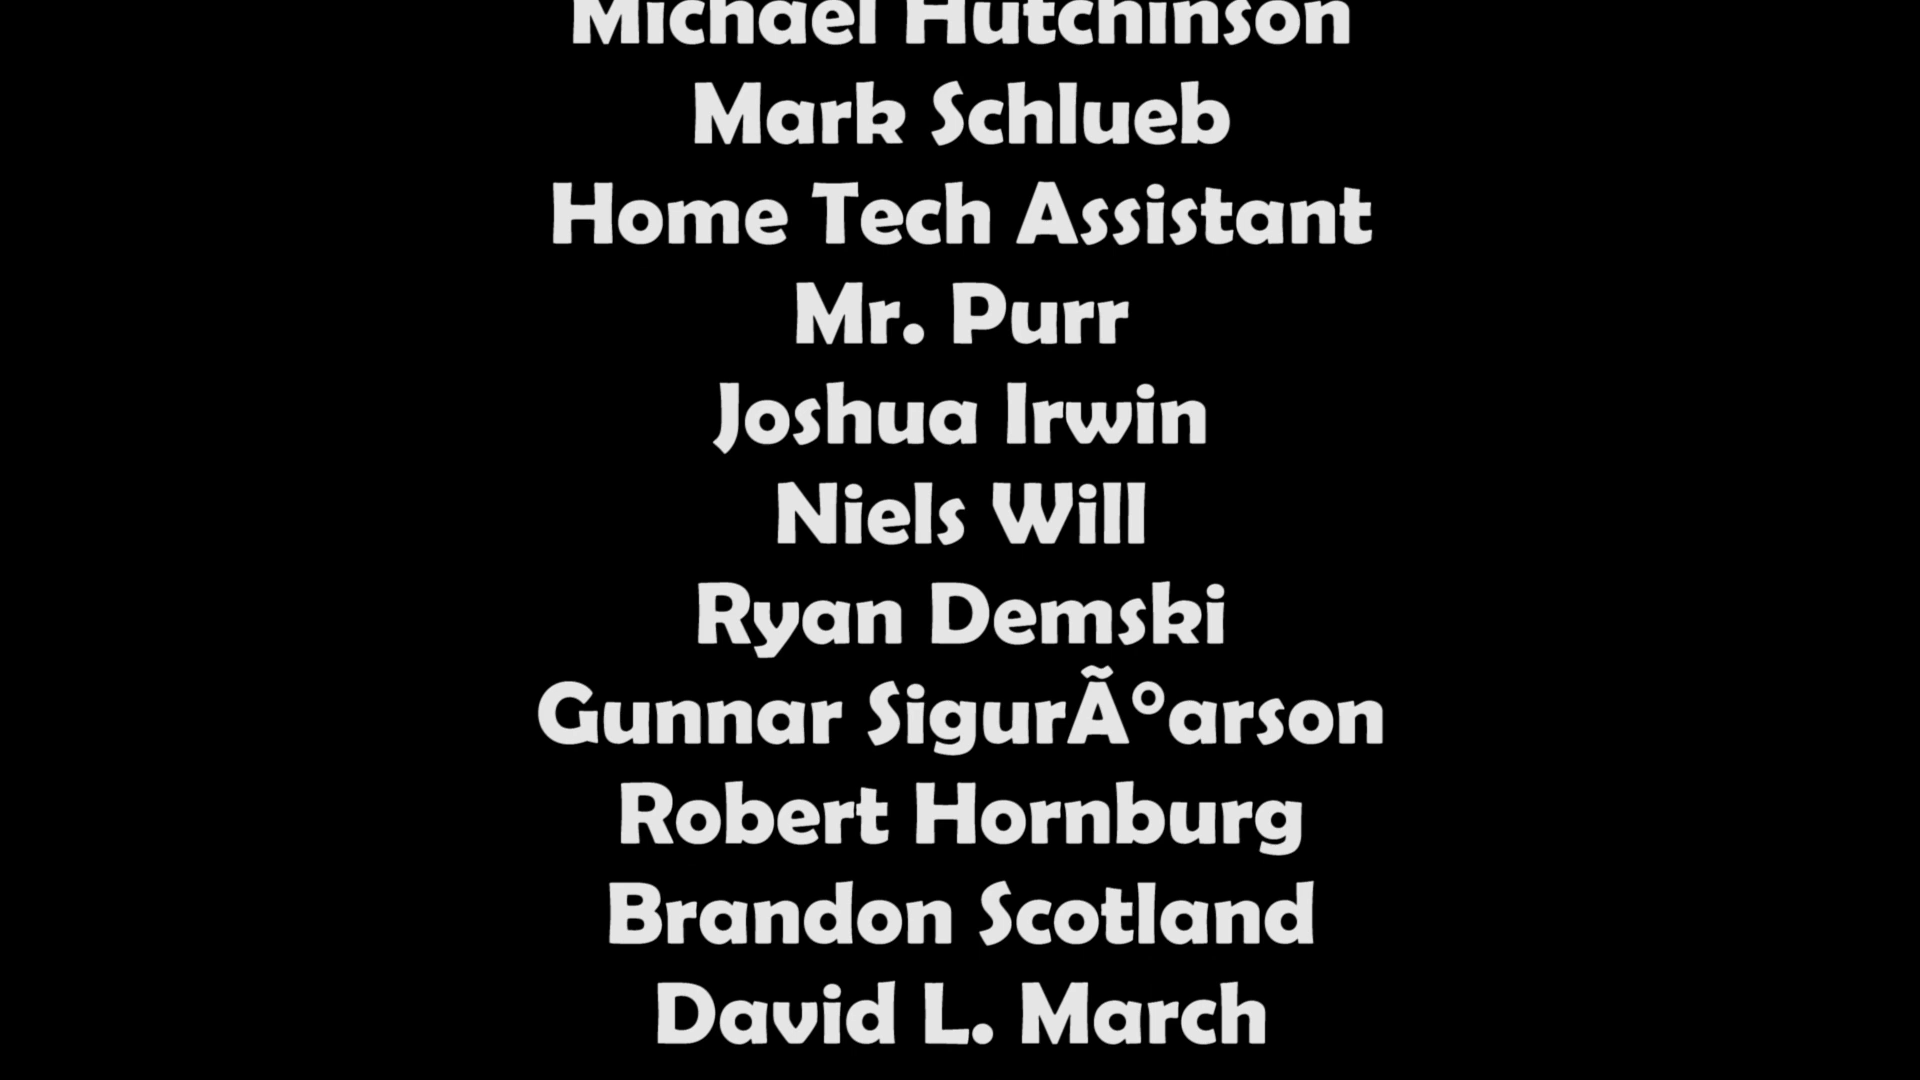 Michael Hutchinson
Mark Schlueb
Home Tech Assistant
Mr. Purr
Joshua Irwin
Niels Will
Ryan Demski
Gunnar SigurÃ°arson
Robert Hornburg
Brandon Scotland
David L. March